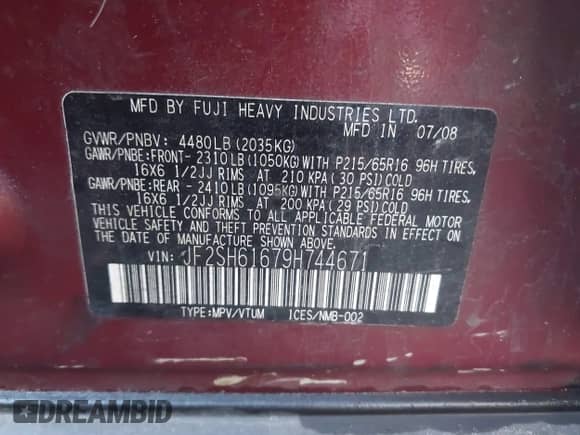 MFD BY FUJI HEAVY INDUSTRIES LTD.
MFD IN 07/08
GVWR/PNBV: 4480LB (2035KG)
GAWR/PNBE:FRONT- 2310LB (1050KG) WITH P215/65R16 96H TIRES,
16X6 1/2JJ RIMS AT 210 KPA (30 PSI) COLD
GAWR/PNBE:REAR - 2410LB (1095KG) WITH P215/65R16 96H TIRES,
16X6 1/2JJ RIMS AT 200 KPA (29 PSI) COLD
THIS VEHICLE CONFORMS TO ALL APPLICABLE FEDERAL MOTOR
VEHICLE SAFETY AND THEFT PREVENTION STANDARDS IN EFFECT ON
THE DATE OF MANUFACTURE SHOWN ABOVE.
VIN: JF2SH61679H744671
TYPE:MPV/VTUM ICES/NMB-002
DREAMBID